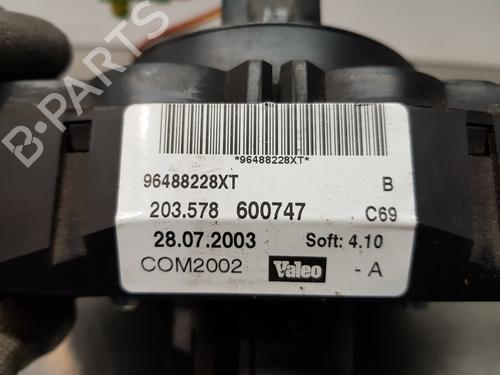 B-PARTS
*96488228XT*
96488228XT B
203.578 600747 C69
28.07.2003 Soft: 4.10
COM2002 Valeo - A